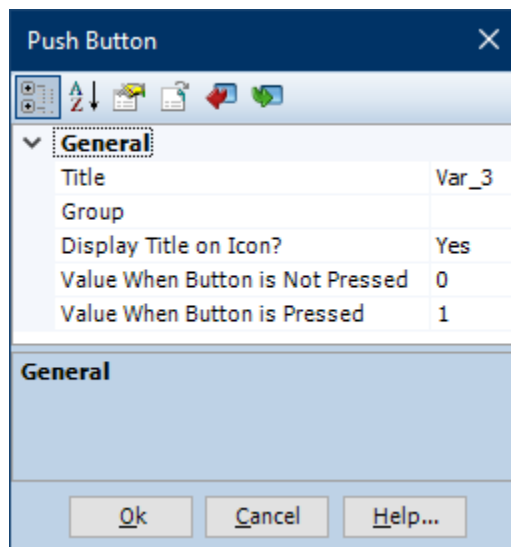 Push Button
General
Title Var_3
Group
Display Title on Icon? Yes
Value When Button is Not Pressed 0
Value When Button is Pressed 1
General
Ok Cancel Help...